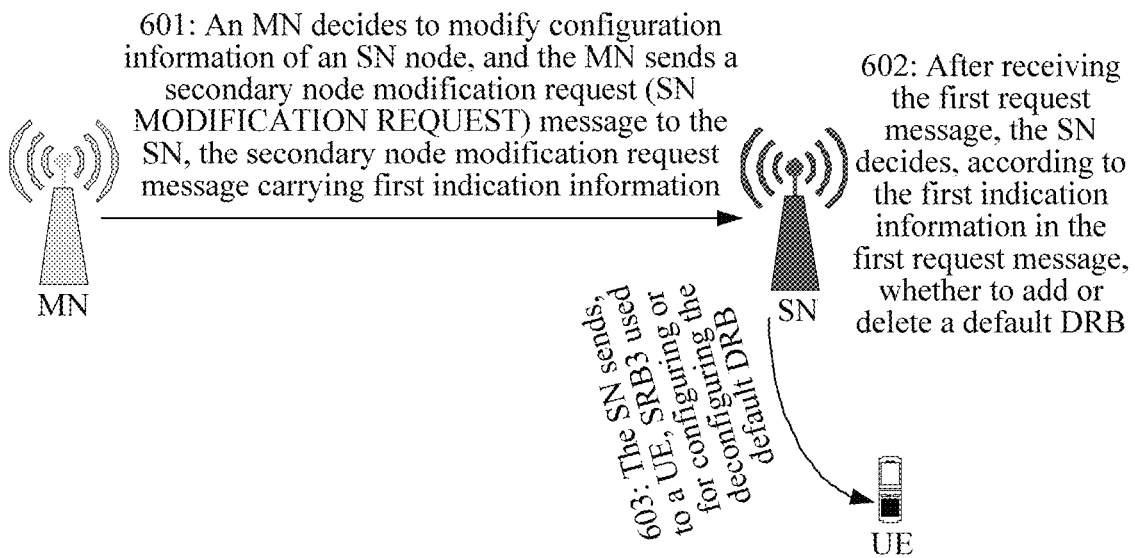 601: An MN decides to modify configuration
information of an SN node, and the MN sends a
secondary node modification request (SN
MODIFICATION REQUEST) message to the
SN, the secondary node modification request
message carrying first indication information
602: After receiving
the first request
message, the SN
decides, according to
the first indication
information in the
first request message,
whether to add or
delete a default DRB
MN
SN
603: The SN sends,
to a UE, SRB3 used
for configuring or
deconfiguring the
default DRB
UE